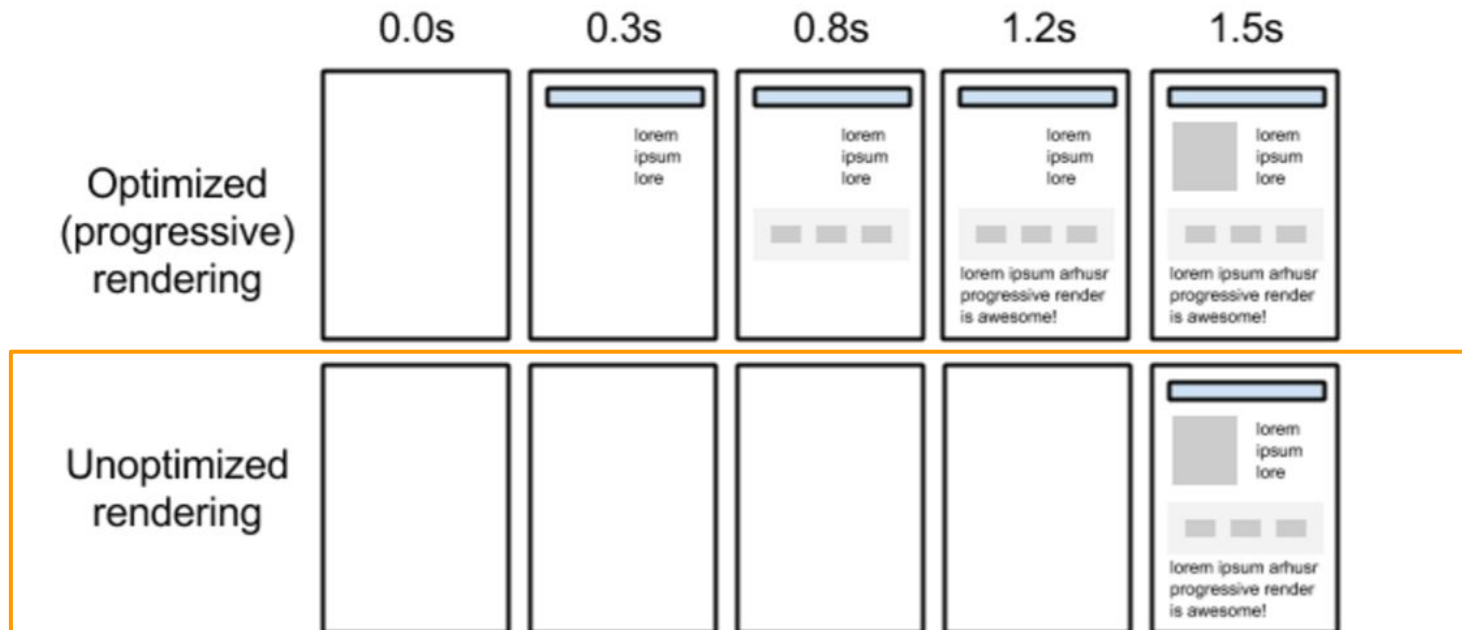 0.0s 0.3s 0.8s 1.2s 1.5s
Optimized
(progressive)
rendering
lorem
ipsum
lore
lorem
ipsum
lore
lorem
ipsum
lore
lorem ipsum arhusr
progressive render
is awesome!
lorem
ipsum
lore
lorem ipsum arhusr
progressive render
is awesome!
Unoptimized
rendering
lorem
ipsum
lore
lorem ipsum arhusr
progressive render
is awesome!